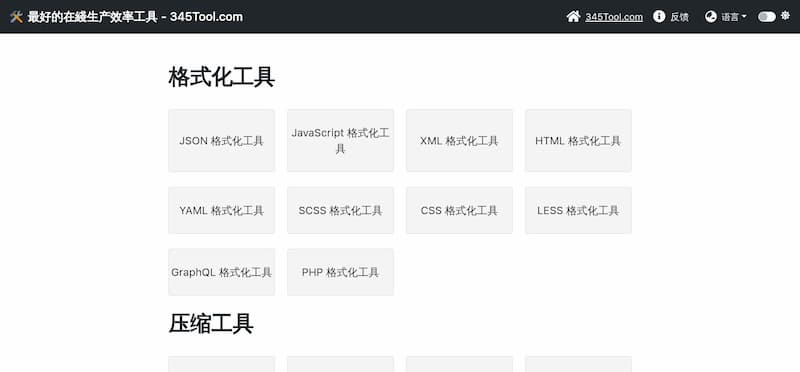 最好的在綫生产效率工具 - 345Tool.com
345Tool.com
反馈
语言
格式化工具
JSON 格式化工具
JavaScript 格式化工
具
XML 格式化工具
HTML 格式化工具
YAML 格式化工具
SCSS 格式化工具
CSS 格式化工具
LESS 格式化工具
GraphQL 格式化工具
PHP 格式化工具
压缩工具